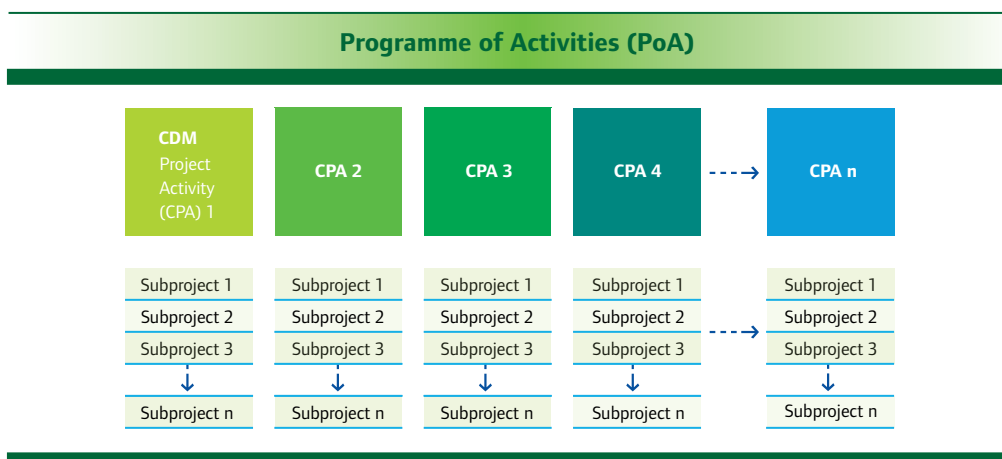 Programme of Activities (PoA)
CDM
Project
Activity
(CPA) 1
CPA 2
CPA 3
CPA 4
CPA n
Subproject 1
Subproject 2
Subproject 3
Subproject n
Subproject 1
Subproject 2
Subproject 3
Subproject n
Subproject 1
Subproject 2
Subproject 3
Subproject n
Subproject 1
Subproject 2
Subproject 3
Subproject n
Subproject 1
Subproject 2
Subproject 3
Subproject n